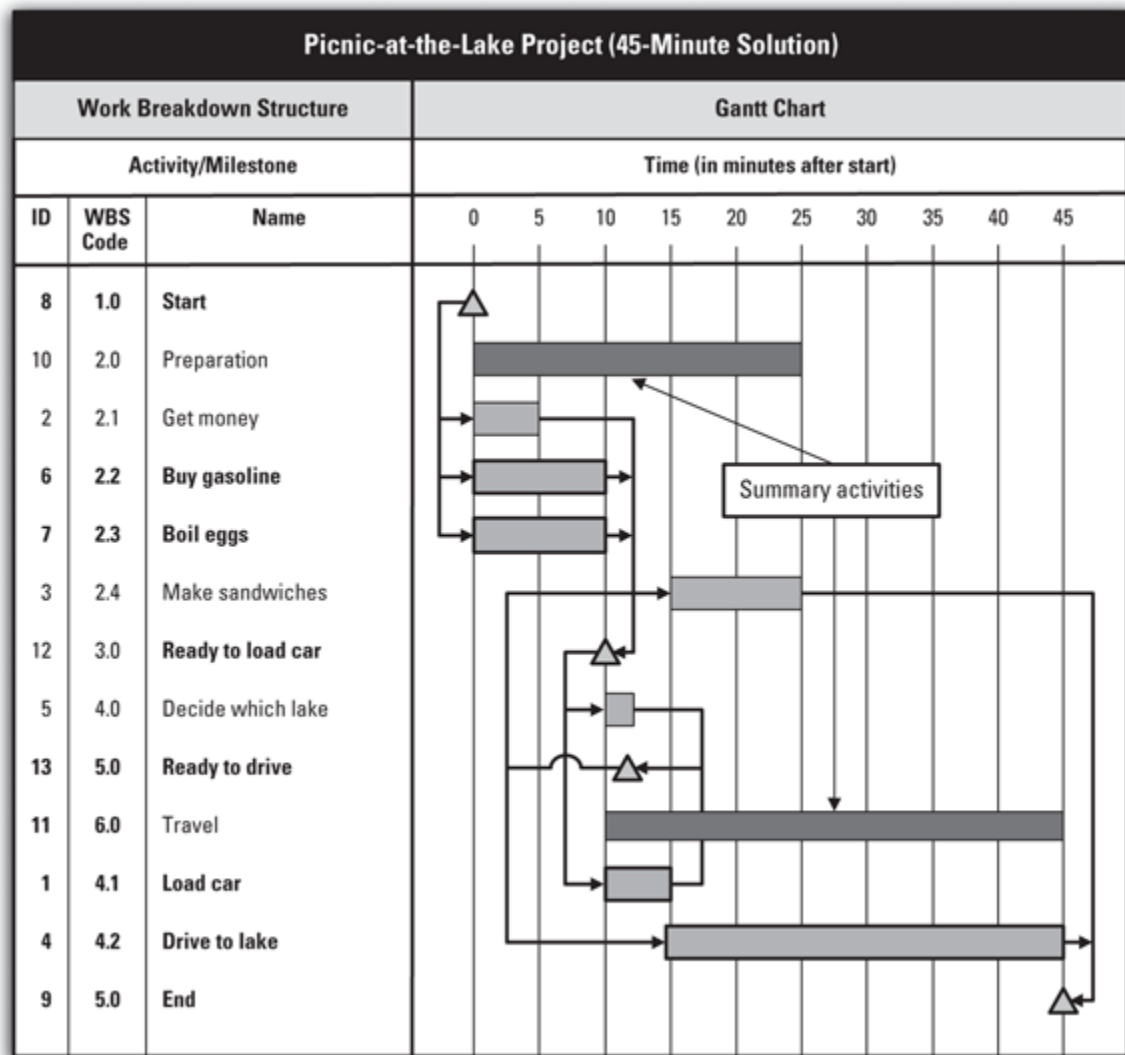 Picnic-at-the-Lake Project (45-Minute Solution)
Work Breakdown Structure Gantt Chart
Activity/Milestone Time (in minutes after start)
ID WBS Code Name 0 5 10 15 20 25 30 35 40 45
8 1.0 Start
10 2.0 Preparation
2 2.1 Get money
6 2.2 Buy gasoline
Summary activities
7 2.3 Boil eggs
3 2.4 Make sandwiches
12 3.0 Ready to load car
5 4.0 Decide which lake
13 5.0 Ready to drive
11 6.0 Travel
1 4.1 Load car
4 4.2 Drive to lake
9 5.0 End